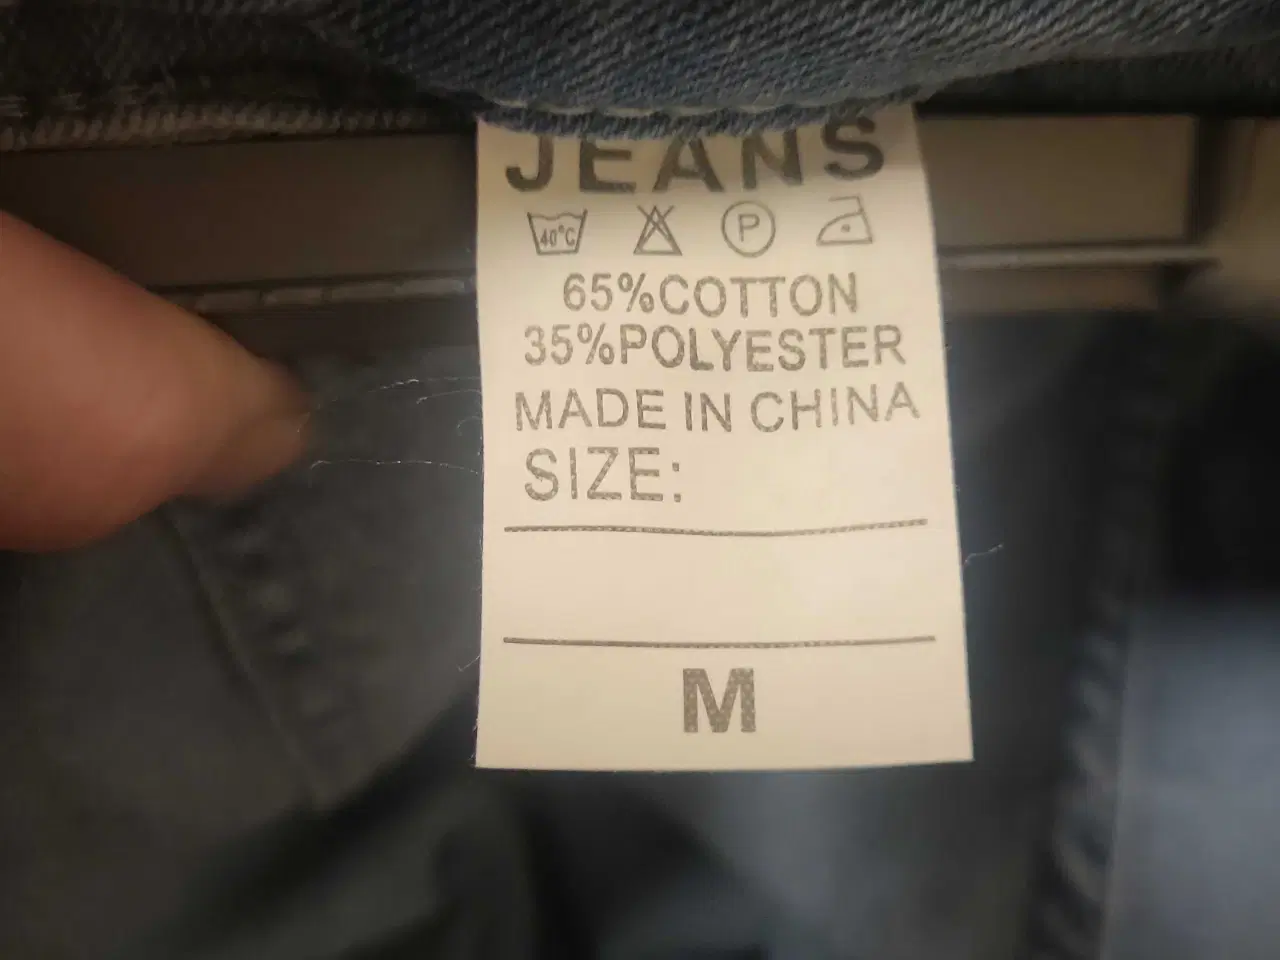 JEANS
40°C P
65%COTTON
35%POLYESTER
MADE IN CHINA
SIZE:
M